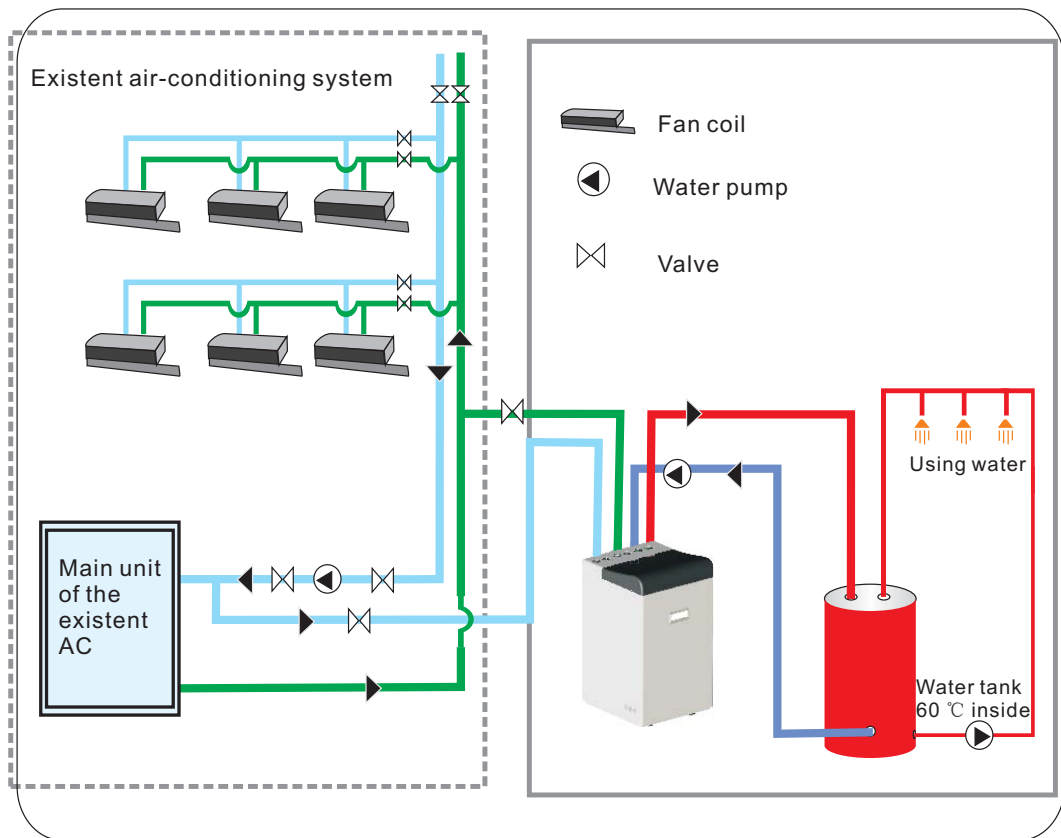 Existent air-conditioning system
Fan coil
Water pump
Valve
Using water
Main unit
of the
existent
AC
Water tank
60 ℃ inside